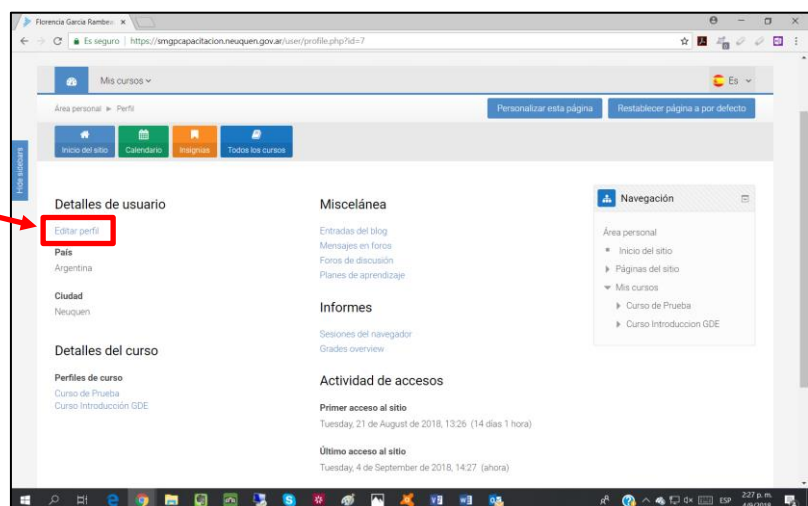 Florencia Garcia Rambea
Es seguro | https://smgpcapacitacion.neuquen.gov.ar/user/profile.php?id=7
Mis cursos
Es
Área personal ► Perfil
Personalizar esta página
Restablecer página a por defecto
Inicio del sitio
Calendario
Insignias
Todos los cursos
Hide sidebars
Detalles de usuario
Editar perfil
País
Argentina
Ciudad
Neuquen
Detalles del curso
Perfiles de curso
Curso de Prueba
Curso Introducción GDE
Miscelánea
Entradas del blog
Mensajes en foros
Foros de discusión
Planes de aprendizaje
Informes
Sesiones del navegador
Grades overview
Actividad de accesos
Primer acceso al sitio
Tuesday, 21 de August de 2018, 13:26 (14 días 1 hora)
Último acceso al sitio
Tuesday, 4 de September de 2018, 14:27 (ahora)
Navegación
Área personal
Inicio del sitio
Páginas del sitio
Mis cursos
Curso de Prueba
Curso Introduccion GDE
ESP
2:27 p. m.
4/9/2018